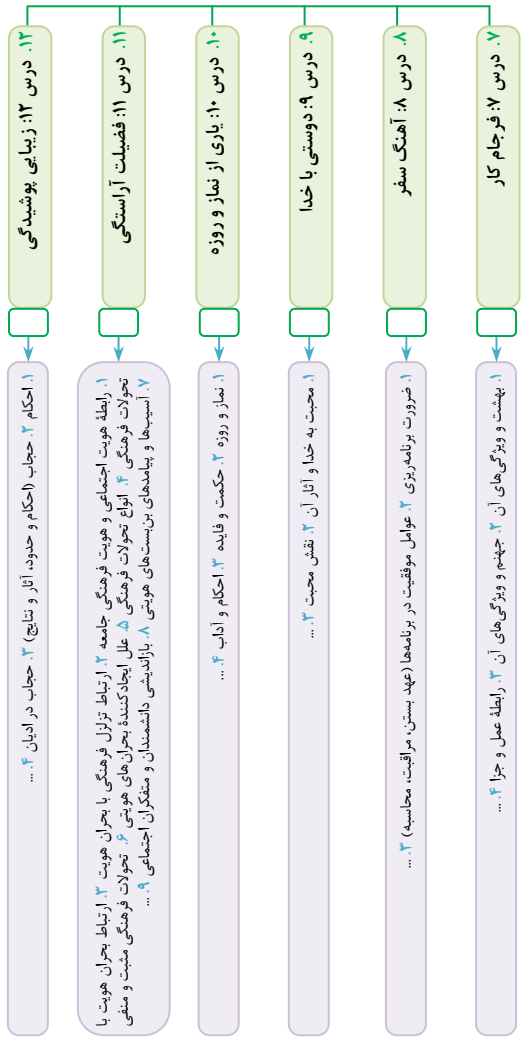 ۷. درس ۷: فرجام کار
۱. بهشت و ویژگی‌های آن ۲. جهنم و ویژگی‌های آن ۳. رابطهٔ عمل و جزا ۴. ...
۸. درس ۸: آهنگ سفر
۱. ضرورت برنامه‌ریزی ۲. عوامل موفقیت در برنامه‌ها (عهد بستن، مراقبت، محاسبه) ۳. ...
۹. درس ۹: دوستی با خدا
۱. محبت به خدا و آثار آن ۲. نقش محبت ۳. ...
۱۰. درس ۱۰: یاری از نماز و روزه
۱. نماز و روزه ۲. حکمت و فایده ۳. احکام و آداب ۴. ...
۱۱. درس ۱۱: فضیلت آراستگی
۱. رابطهٔ هویت اجتماعی و هویت فرهنگی جامعه ۲. ارتباط تزلزل فرهنگی با بحران هویت ۳. ارتباط بحران هویت با
تحولات فرهنگی ۴. انواع تحولات فرهنگی ۵. علل ایجادکنندهٔ بحران‌های هویتی ۶. تحولات فرهنگی مثبت و منفی
۷. آسیب‌ها و پیامدهای بن‌بست‌های هویتی ۸. بازاندیشی دانشمندان و متفکران اجتماعی ۹. ...
۱۲. درس ۱۲: زیبایی پوشیدگی
۱. احکام ۲. حجاب (احکام و حدود، آثار و نتایج) ۳. حجاب در ادیان ۴. ...